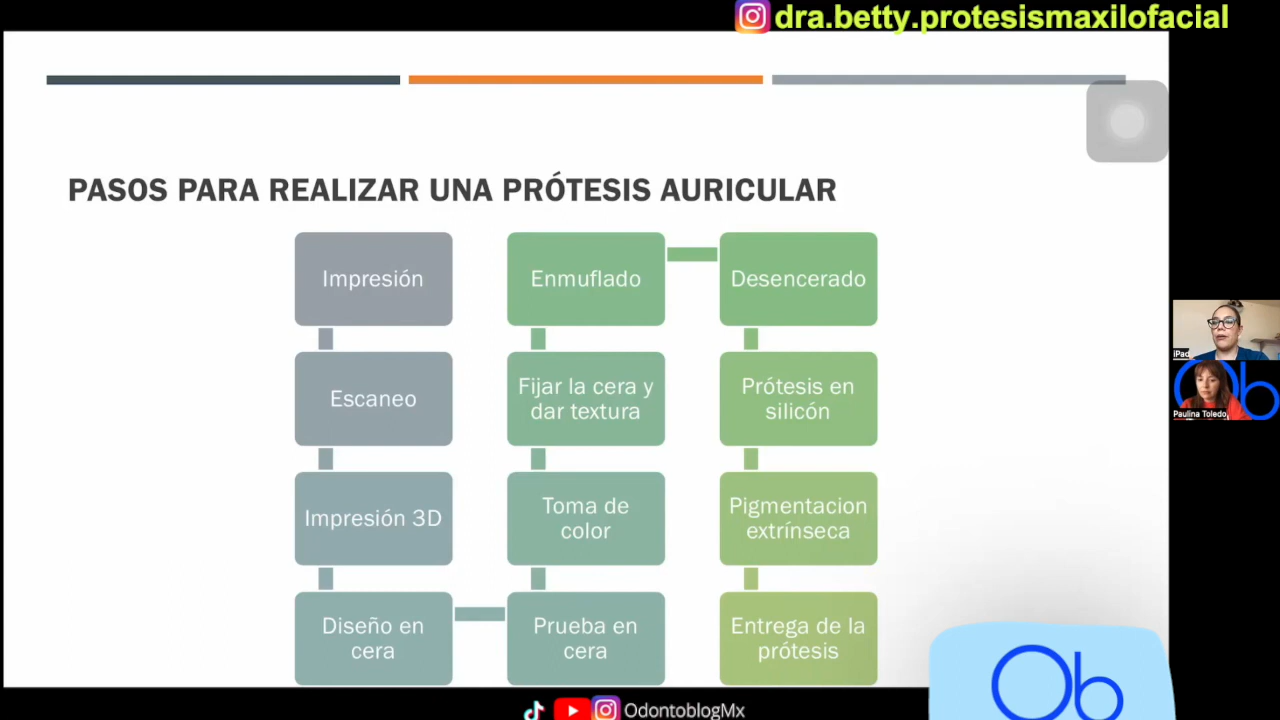 dra.betty.protesismaxilofacial
PASOS PARA REALIZAR UNA PRÓTESIS AURICULAR
Impresión
Escaneo
Impresión 3D
Diseño en
cera
Prueba en
cera
Toma de
color
Fijar la cera y
dar textura
Enmuflado
Desencerado
Prótesis en
silicón
Pigmentacion
extrínseca
Entrega de la
prótesis
iPad
Ob
Paulina Toledo
Ob
OdontoblogMx